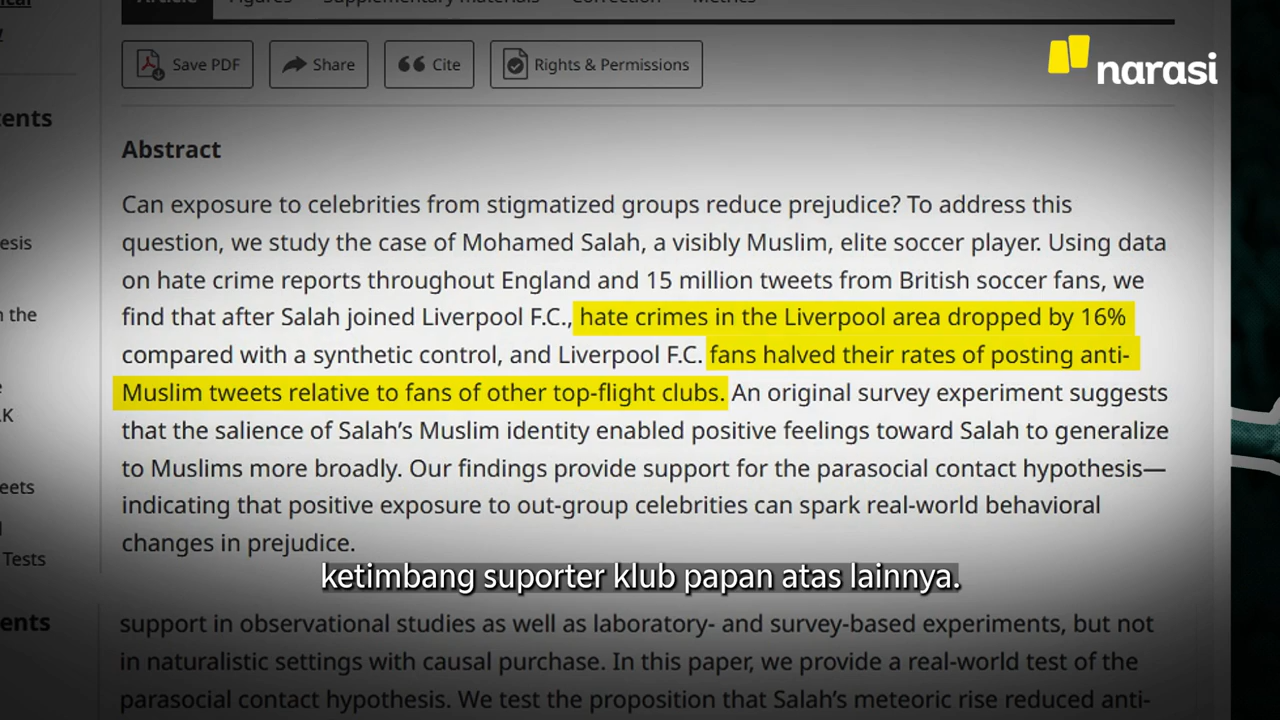 Article Figures Supplementary materials Correction Metrics
Save PDF Share Cite Rights & Permissions
narasi
Abstract
Can exposure to celebrities from stigmatized groups reduce prejudice? To address this
question, we study the case of Mohamed Salah, a visibly Muslim, elite soccer player. Using data
on hate crime reports throughout England and 15 million tweets from British soccer fans, we
find that after Salah joined Liverpool F.C., hate crimes in the Liverpool area dropped by 16%
compared with a synthetic control, and Liverpool F.C. fans halved their rates of posting anti-
Muslim tweets relative to fans of other top-flight clubs. An original survey experiment suggests
that the salience of Salah's Muslim identity enabled positive feelings toward Salah to generalize
to Muslims more broadly. Our findings provide support for the parasocial contact hypothesis—
indicating that positive exposure to out-group celebrities can spark real-world behavioral
changes in prejudice.
ketimbang suporter klub papan atas lainnya.
support in observational studies as well as laboratory- and survey-based experiments, but not
in naturalistic settings with causal purchase. In this paper, we provide a real-world test of the
parasocial contact hypothesis. We test the proposition that Salah's meteoric rise reduced anti-
the
Tests